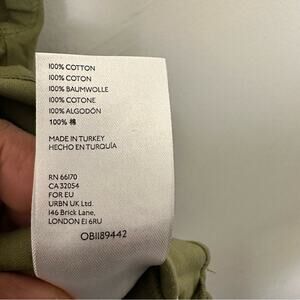 100% COTTON
100% COTON
100% BAUMWOLLE
100% COTONE
100% ALGODÓN
100% 棉
MADE IN TURKEY
HECHO EN TURQUÍA
RN 66170
CA 32054
FOR EU
URBN UK Ltd.
146 Brick Lane,
LONDON E1 6RU
OB1189442